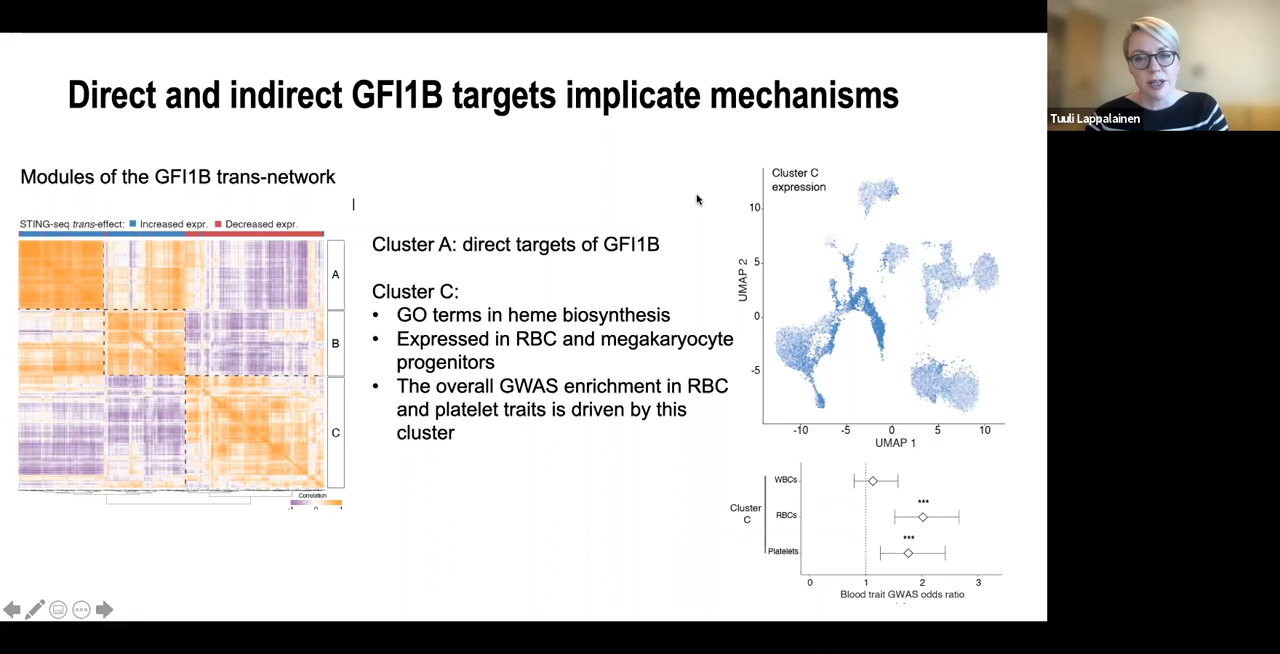 Direct and indirect GFI1B targets implicate mechanisms
Tuuli Lappalainen
Modules of the GFI1B trans-network
STING-seq trans-effect: Increased expr. Decreased expr.
A
B
C
Correlation
-1 0 1
Cluster A: direct targets of GFI1B
Cluster C:
• GO terms in heme biosynthesis
• Expressed in RBC and megakaryocyte
progenitors
• The overall GWAS enrichment in RBC
and platelet traits is driven by this
cluster
Cluster C
expression
UMAP 2
10
5
0
-5
-10 -5 0 5 10
UMAP 1
Cluster
C
WBCs
RBCs
***
Platelets
***
0 1 2 3
Blood trait GWAS odds ratio